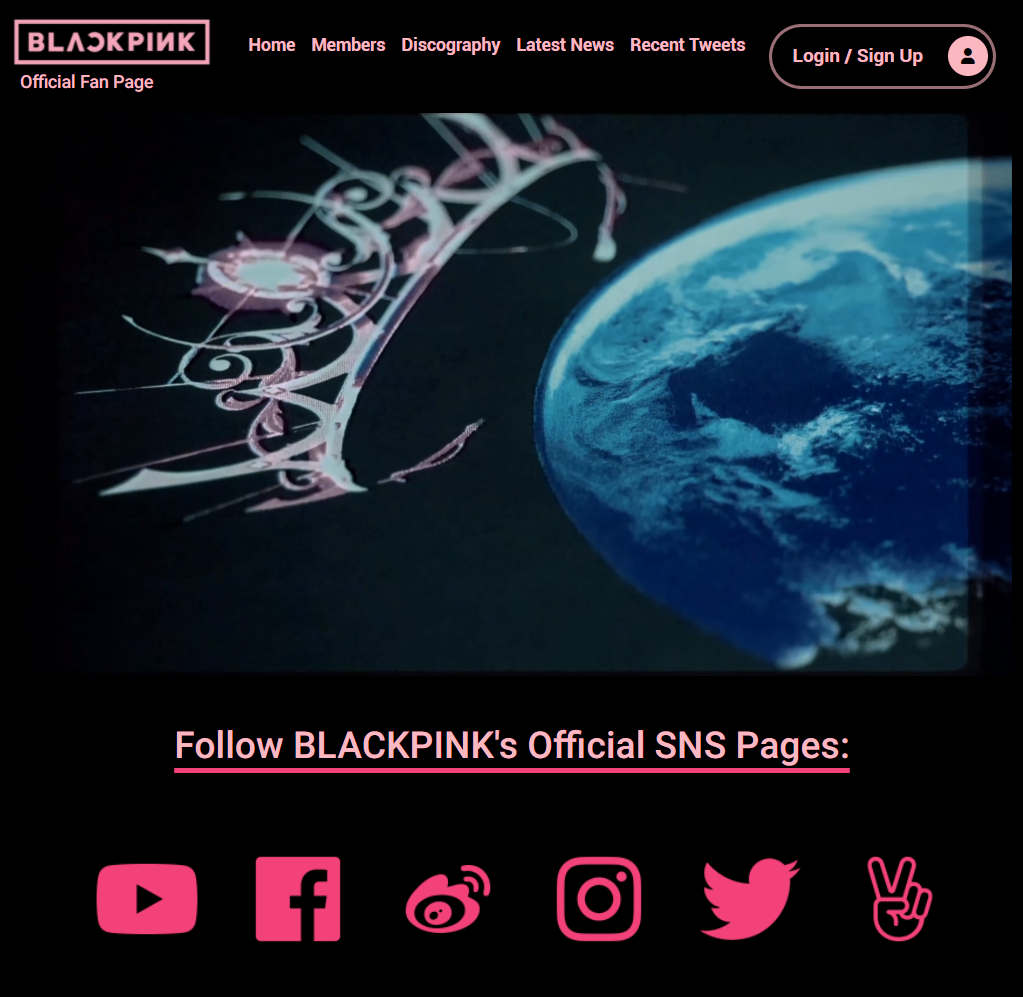 BLACKPINK
Official Fan Page
Home Members Discography Latest News Recent Tweets
Login / Sign Up
Follow BLACKPINK's Official SNS Pages: